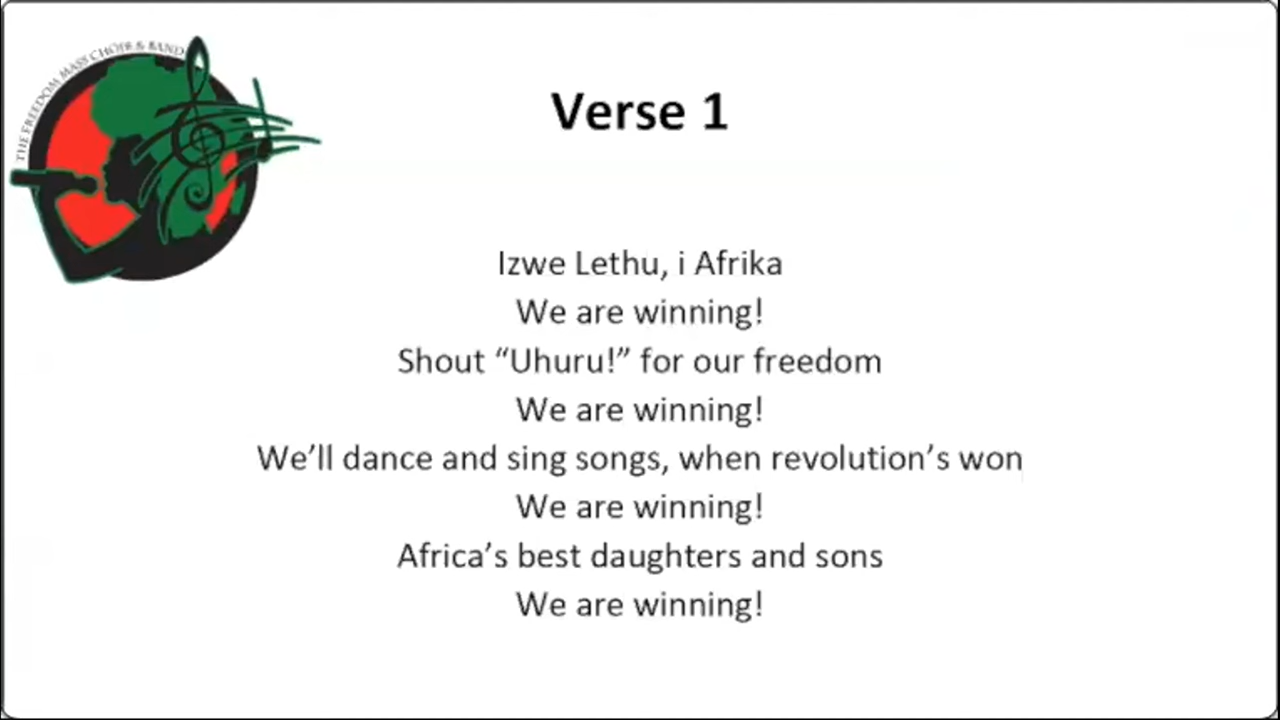 THE FREEDOM MASS CHOIR & BAND
Verse 1
Izwe Lethu, i Afrika
We are winning!
Shout “Uhuru!” for our freedom
We are winning!
We’ll dance and sing songs, when revolution’s won
We are winning!
Africa’s best daughters and sons
We are winning!